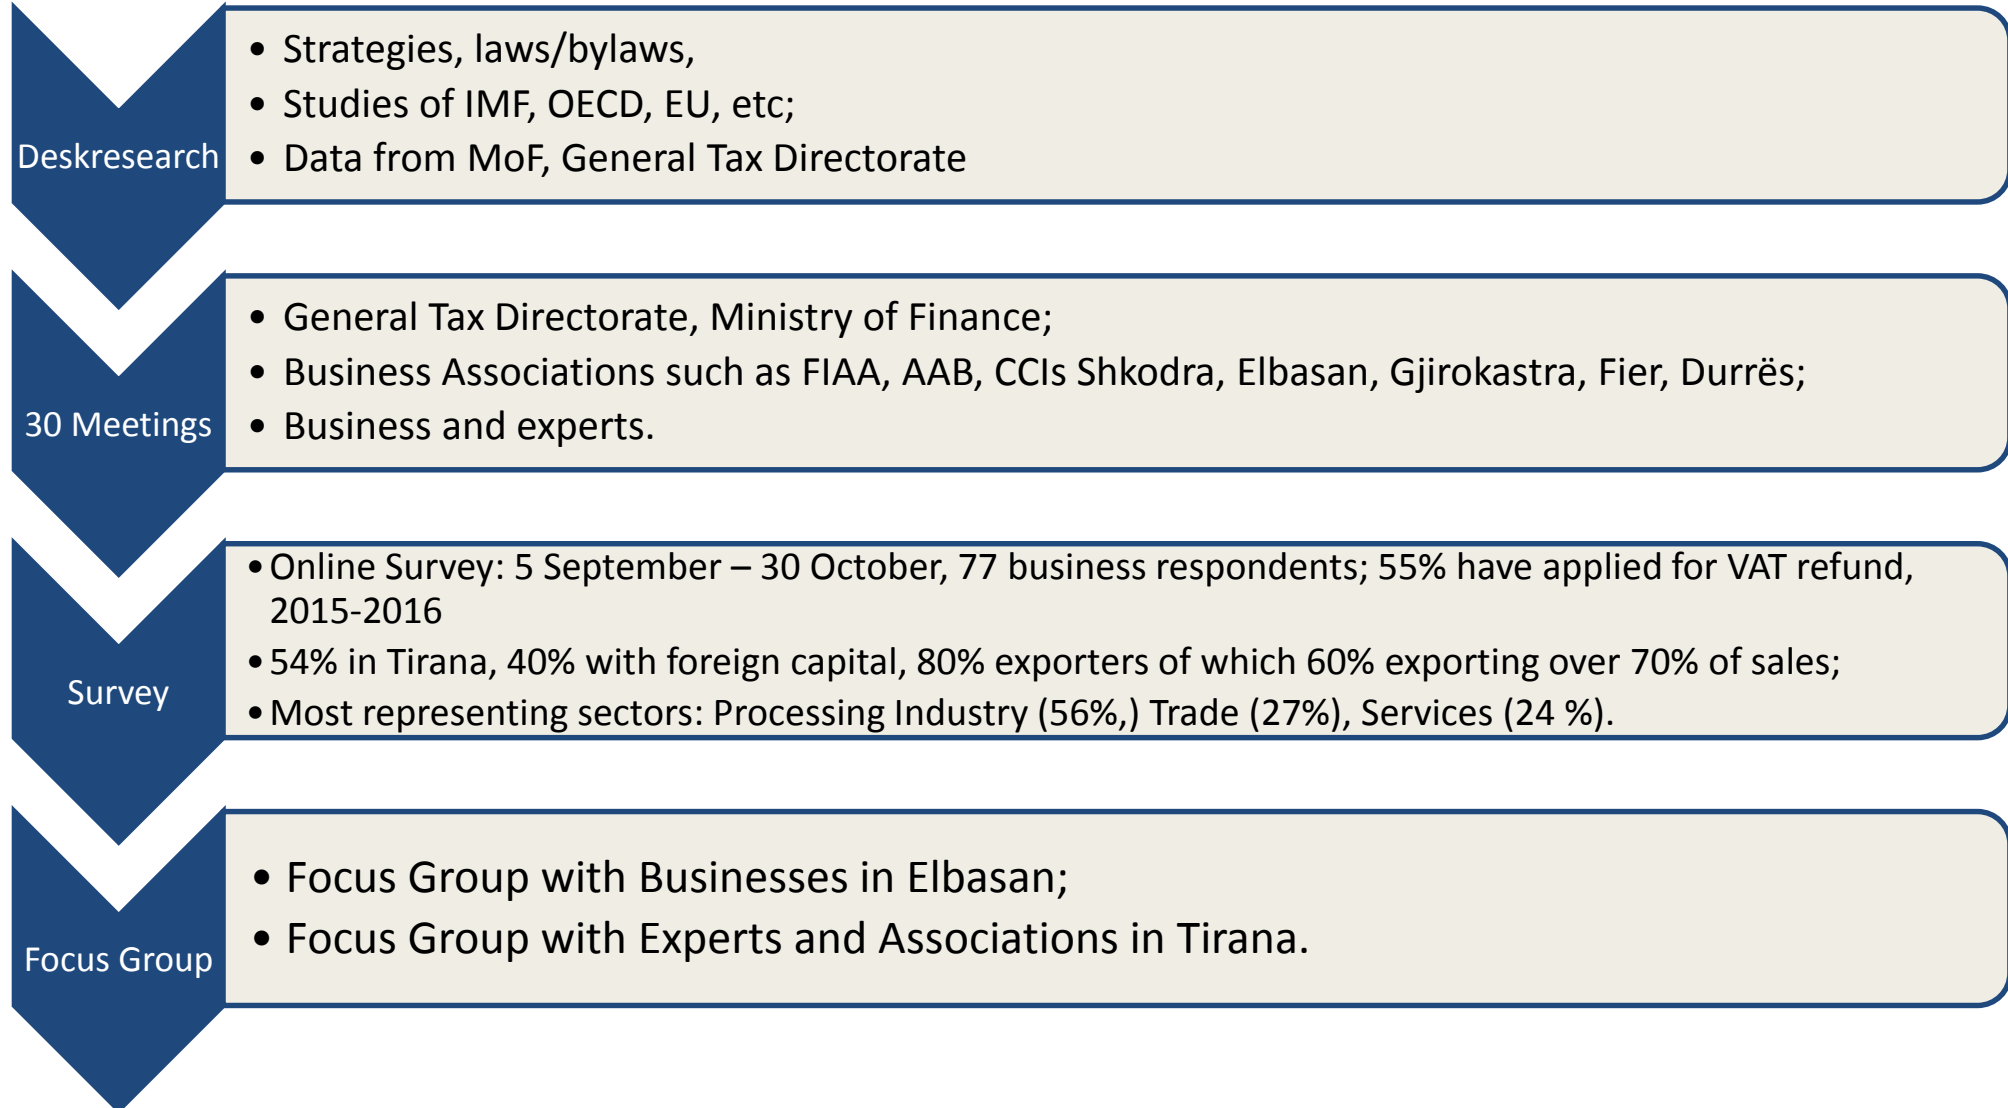 Deskresearch
• Strategies, laws/bylaws,
• Studies of IMF, OECD, EU, etc;
• Data from MoF, General Tax Directorate
30 Meetings
• General Tax Directorate, Ministry of Finance;
• Business Associations such as FIAA, AAB, CCIs Shkodra, Elbasan, Gjirokastra, Fier, Durrës;
• Business and experts.
Survey
• Online Survey: 5 September – 30 October, 77 business respondents; 55% have applied for VAT refund,
2015-2016
• 54% in Tirana, 40% with foreign capital, 80% exporters of which 60% exporting over 70% of sales;
• Most representing sectors: Processing Industry (56%,) Trade (27%), Services (24 %).
Focus Group
• Focus Group with Businesses in Elbasan;
• Focus Group with Experts and Associations in Tirana.